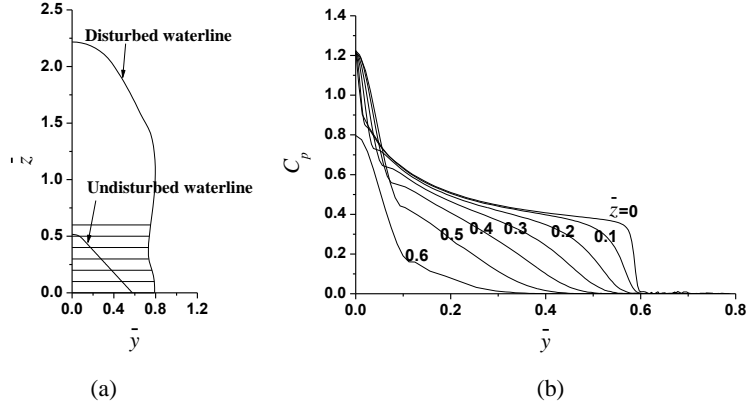 2.5
2.0
1.5
1.0
0.5
0.0
z̄
Disturbed waterline
Undisturbed waterline
0.0 0.4 0.8 1.2
ȳ
(a)
1.4
1.2
1.0
0.8
0.6
0.4
0.2
0.0
C_p
z̄=0
0.1
0.2
0.3
0.4
0.5
0.6
0.0 0.2 0.4 0.6 0.8
ȳ
(b)